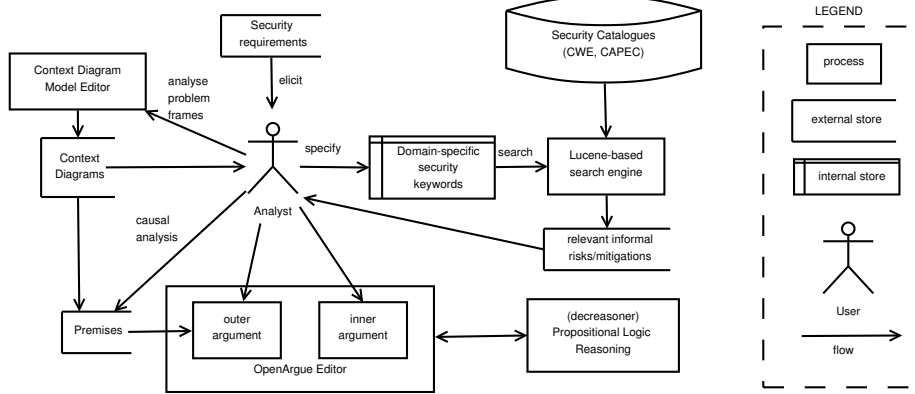 Security
requirements
Security Catalogues
(CWE, CAPEC)
LEGEND
Context Diagram
Model Editor
analyse
problem
frames
elicit
process
external store
Context
Diagrams
specify
Domain-specific
security
keywords
search
Lucene-based
search engine
internal store
causal
analysis
Analyst
relevant informal
risks/mitigations
User
Premises
outer
argument
inner
argument
OpenArgue Editor
(decreasoner)
Propositional Logic
Reasoning
flow